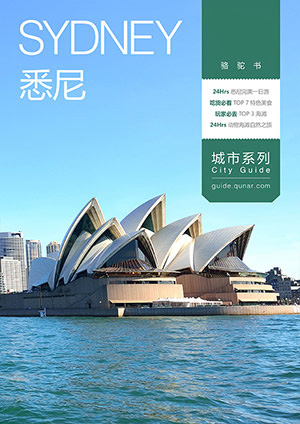 SYDNEY
悉尼
骆驼书
24Hrs 悉尼完美一日游
吃货必看 TOP 7 特色美食
玩家必去 TOP 3 海滩
24Hrs 动物海滩自然之旅
城市系列
City Guide
guide.qunar.com